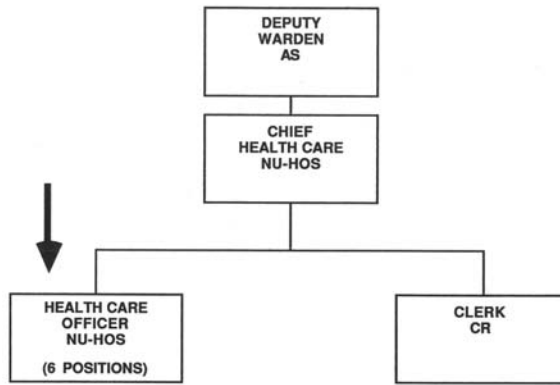 DEPUTY
WARDEN
AS
CHIEF
HEALTH CARE
NU-HOS
HEALTH CARE
OFFICER
NU-HOS
(6 POSITIONS)
CLERK
CR